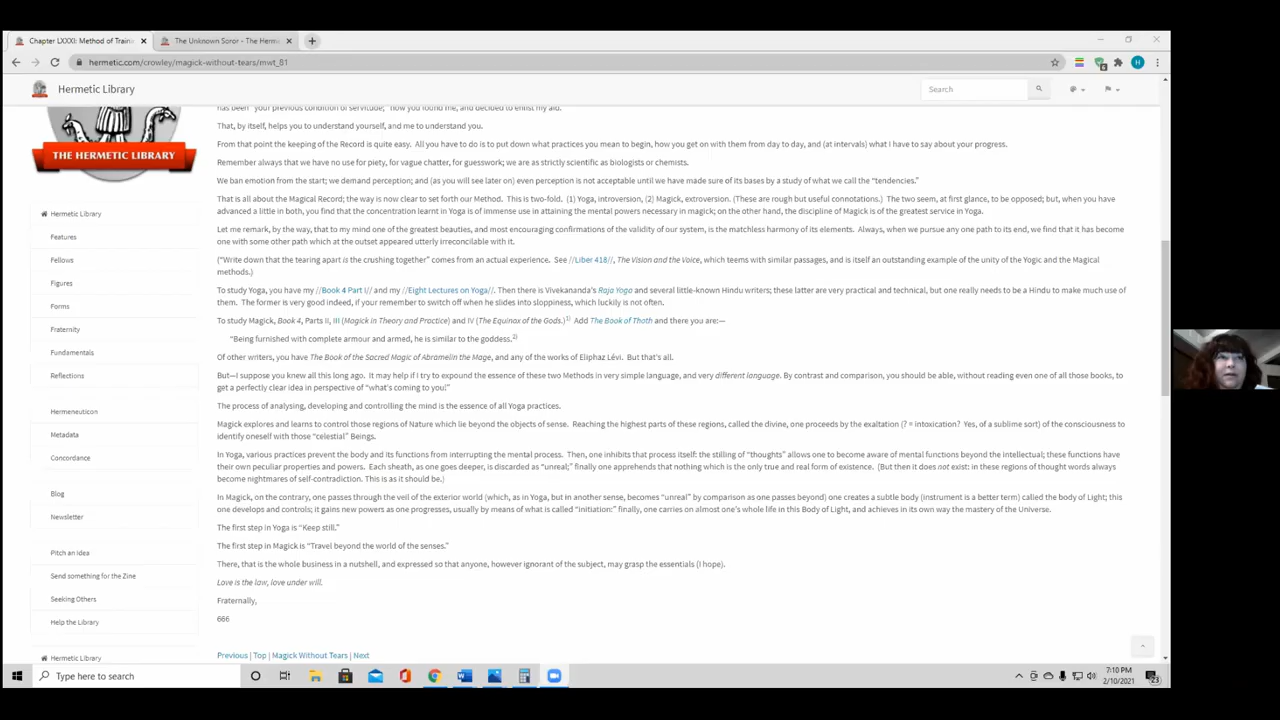 Chapter LXXXI: Method of Traini
The Unknown Soror - The Hermi
hermetic.com/crowley/magick-without-tears/mwt_81
H
Hermetic Library
Search
THE HERMETIC LIBRARY
Hermetic Library
Features
Fellows
Figures
Forms
Fraternity
Fundamentals
Reflections
Hermeneuticon
Metadata
Concordance
Blog
Newsletter
Pitch an Idea
Send something for the Zine
Seeking Others
Help the Library
Hermetic Library
has been "your previous condition of servitude;" how you found me, and decided to enlist my aid.
That, by itself, helps you to understand yourself, and me to understand you.
From that point the keeping of the Record is quite easy. All you have to do is to put down what practices you mean to begin, how you get on with them from day to day, and (at intervals) what I have to say about your progress.
Remember always that we have no use for piety, for vague chatter, for guesswork; we are as strictly scientific as biologists or chemists.
We ban emotion from the start; we demand perception; and (as you will see later on) even perception is not acceptable until we have made sure of its bases by a study of what we call the "tendencies."
That is all about the Magical Record; the way is now clear to set forth our Method. This is two-fold. (1) Yoga, introversion, (2) Magick, extroversion. (These are rough but useful connotations.) The two seem, at first glance, to be opposed; but, when you have
advanced a little in both, you find that the concentration learnt in Yoga is of immense use in attaining the mental powers necessary in magick; on the other hand, the discipline of Magick is of the greatest service in Yoga.
Let me remark, by the way, that to my mind one of the greatest beauties, and most encouraging confirmations of the validity of our system, is the matchless harmony of its elements. Always, when we pursue any one path to its end, we find that it has become
one with some other path which at the outset appeared utterly irreconcilable with it.
("Write down that the tearing apart is the crushing together" comes from an actual experience. See //Liber 418//, The Vision and the Voice, which teems with similar passages, and is itself an outstanding example of the unity of the Yogic and the Magical
methods.)
To study Yoga, you have my //Book 4 Part I// and my //Eight Lectures on Yoga//. Then there is Vivekananda's Raja Yoga and several little-known Hindu writers; these latter are very practical and technical, but one really needs to be a Hindu to make much use of
them. The former is very good indeed, if your remember to switch off when he slides into sloppiness, which luckily is not often.
To study Magick, Book 4, Parts II, III (Magick in Theory and Practice) and IV (The Equinox of the Gods.)1) Add The Book of Thoth and there you are:—
"Being furnished with complete armour and armed, he is similar to the goddess."2)
Of other writers, you have The Book of the Sacred Magic of Abramelin the Mage, and any of the works of Eliphaz Lévi. But that's all.
But—I suppose you knew all this long ago. It may help if I try to expound the essence of these two Methods in very simple language, and very different language. By contrast and comparison, you should be able, without reading even one of all those books, to
get a perfectly clear idea in perspective of "what's coming to you!"
The process of analysing, developing and controlling the mind is the essence of all Yoga practices.
Magick explores and learns to control those regions of Nature which lie beyond the objects of sense. Reaching the highest parts of these regions, called the divine, one proceeds by the exaltation (? = intoxication? Yes, of a sublime sort) of the consciousness to
identify oneself with those "celestial" Beings.
In Yoga, various practices prevent the body and its functions from interrupting the mental process. Then, one inhibits that process itself: the stilling of "thoughts" allows one to become aware of mental functions beyond the intellectual; these functions have
their own peculiar properties and powers. Each sheath, as one goes deeper, is discarded as "unreal;" finally one apprehends that nothing which is the only true and real form of existence. (But then it does not exist: in these regions of thought words always
become nightmares of self-contradiction. This is as it should be.)
In Magick, on the contrary, one passes through the veil of the exterior world (which, as in Yoga, but in another sense, becomes "unreal" by comparison as one passes beyond) one creates a subtle body (instrument is a better term) called the body of Light; this
one develops and controls; it gains new powers as one progresses, usually by means of what is called "initiation:" finally, one carries on almost one's whole life in this Body of Light, and achieves in its own way the mastery of the Universe.
The first step in Yoga is "Keep still."
The first step in Magick is "Travel beyond the world of the senses."
There, that is the whole business in a nutshell, and expressed so that anyone, however ignorant of the subject, may grasp the essentials (I hope).
Love is the law, love under will.
Fraternally,
666
Previous | Top | Magick Without Tears | Next
Type here to search
7:10 PM
2/10/2021
23